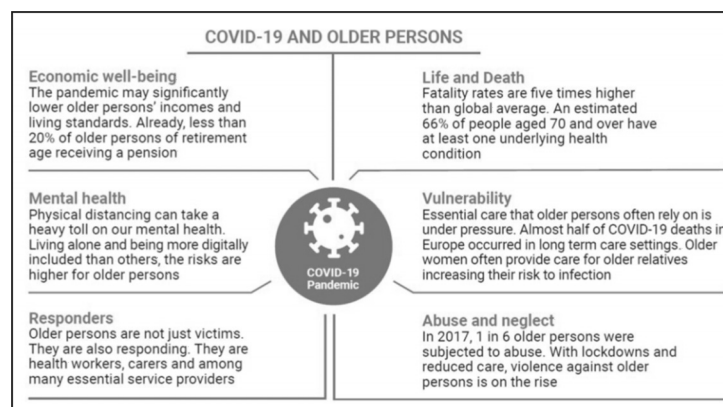 COVID-19 AND OLDER PERSONS
Economic well-being
The pandemic may significantly
lower older persons' incomes and
living standards. Already, less than
20% of older persons of retirement
age receiving a pension
Life and Death
Fatality rates are five times higher
than global average. An estimated
66% of people aged 70 and over have
at least one underlying health
condition
Mental health
Physical distancing can take a
heavy toll on our mental health.
Living alone and being more digitally
included than others, the risks are
higher for older persons
COVID-19
Pandemic
Vulnerability
Essential care that older persons often rely on is
under pressure. Almost half of COVID-19 deaths in
Europe occurred in long term care settings. Older
women often provide care for older relatives
increasing their risk to infection
Responders
Older persons are not just victims.
They are also responding. They are
health workers, carers and among
many essential service providers
Abuse and neglect
In 2017, 1 in 6 older persons were
subjected to abuse. With lockdowns and
reduced care, violence against older
persons is on the rise